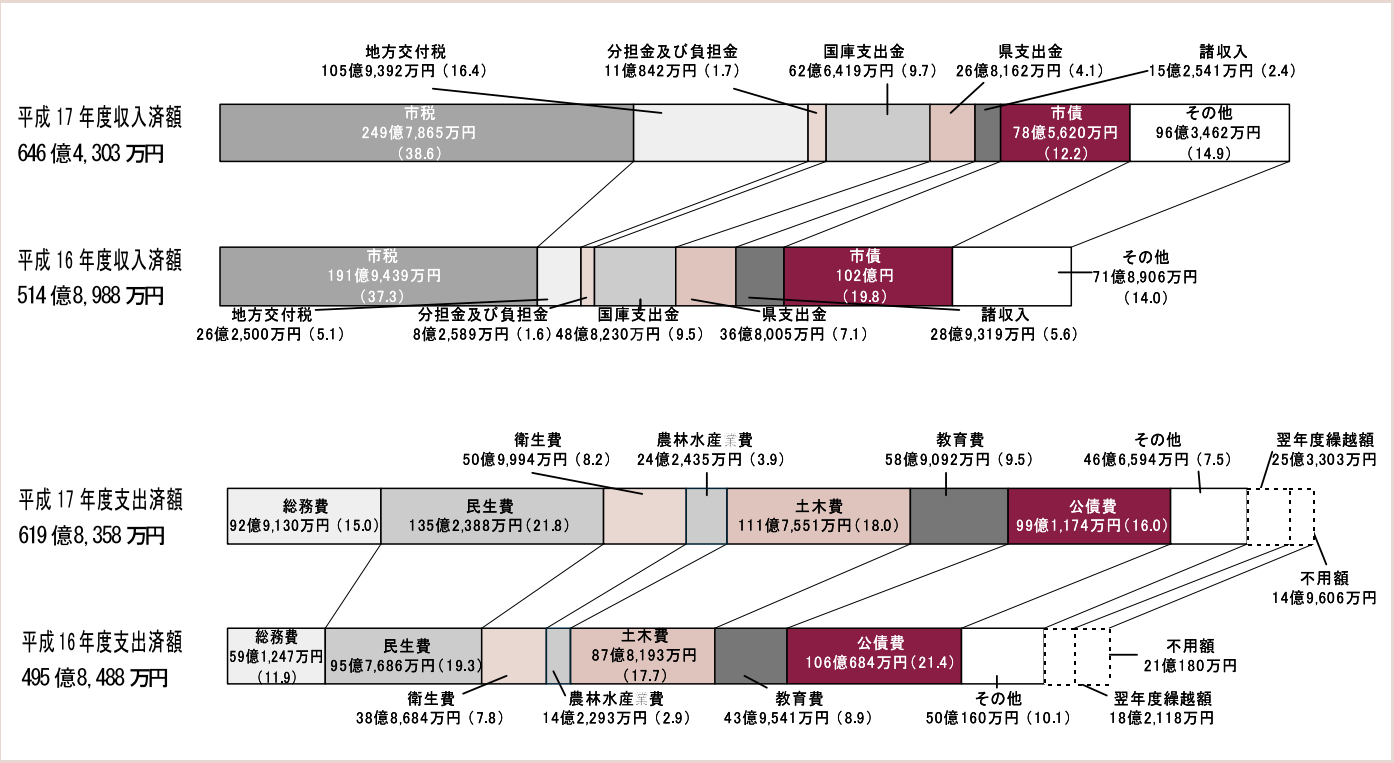 地方交付税
105億9,392万円（16.4）
分担金及び負担金
11億842万円（1.7）
国庫支出金
62億6,419万円（9.7）
県支出金
26億8,162万円（4.1）
諸収入
15億2,541万円（2.4）
平成17年度収入済額
646億4,303万円
市税
249億7,865万円
（38.6）
市債
78億5,620万円
（12.2）
その他
96億3,462万円
（14.9）
平成16年度収入済額
514億8,988万円
市税
191億9,439万円
（37.3）
市債
102億円
（19.8）
その他
71億8,906万円
（14.0）
地方交付税
26億2,500万円（5.1）
分担金及び負担金
8億2,589万円（1.6）
国庫支出金
48億8,230万円（9.5）
県支出金
36億8,005万円（7.1）
諸収入
28億9,319万円（5.6）
衛生費
50億9,994万円（8.2）
農林水産業費
24億2,435万円（3.9）
教育費
58億9,092万円（9.5）
その他
46億6,594万円（7.5）
翌年度繰越額
25億3,303万円
平成17年度支出済額
619億8,358万円
総務費
92億9,130万円（15.0）
民生費
135億2,388万円（21.8）
土木費
111億7,551万円（18.0）
公債費
99億1,174万円（16.0）
不用額
14億9,606万円
平成16年度支出済額
495億8,488万円
総務費
59億1,247万円
（11.9）
民生費
95億7,686万円（19.3）
土木費
87億8,193万円
（17.7）
公債費
106億684万円（21.4）
不用額
21億180万円
衛生費
38億8,684万円（7.8）
農林水産業費
14億2,293万円（2.9）
教育費
43億9,541万円（8.9）
その他
50億160万円（10.1）
翌年度繰越額
18億2,118万円